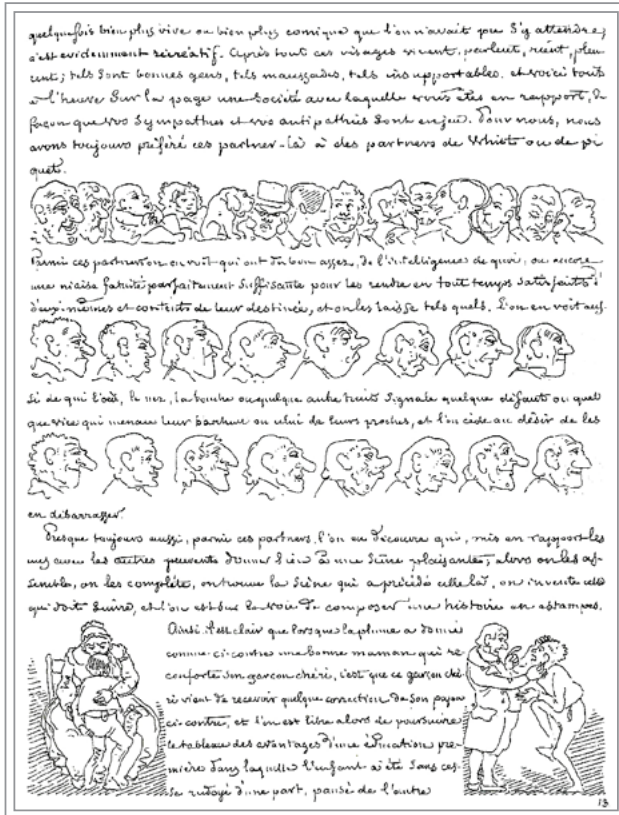 quelquefois bien plus vive ou bien plus comique que l'on n'avait pu s'y attendre;
c'est évidemment récréatif. Après tout ces visages vivent, parlent, rient, pleu-
rent; tels sont bonnes gens, tels maussades, tels insupportables. et voici tout
à l'heure sur la page une société avec laquelle vous êtes en rapport, de
façon que vos sympathies et vos antipathies sont en jeu. Pour nous, nous
avons toujours préféré ces partner-là à des partners de Whist ou de pi
quet.
Parmi ces partners on en voit qui ont du bon assez, de l'intelligence de quoi, ou encore
une niaise fatuité parfaitement suffisante pour les rendre en tout temps satisfaits d'
d'eux-mêmes et contents de leur destinée, et on les laisse tels quels. L'on en voit aus-
si de qui l'œil, le nez, la bouche ou quelque autre trait signale quelque défaut ou quel
que vice qui menace leur bonheur ou celui de leurs proches, et l'on cède au désir de les
en débarrasser.
Presque toujours aussi, parmi ces partners, l'on en découvre qui, mis en rapport les
uns avec les autres peuvent donner lieu à une scène plaisante; alors on les as-
semble, on les complète, on trouve la scène qui a précédé celle là, on invente celle
qui doit suivre, et l'on est sur la voie de composer une histoire en estampes.
Ainsi il est clair que lorsque la plume a donné
comme ci-contre une bonne maman qui ré
conforte son garçon chéri, c'est que ce garçon ché
ri vient de recevoir quelque correction de son papa
ci contre, et l'on est libre alors de poursuivre
le tableau des avantages d'une éducation pre-
mière dans laquelle l'enfant a été sans ces-
se rudoyé d'une part, pansé de l'autre
13